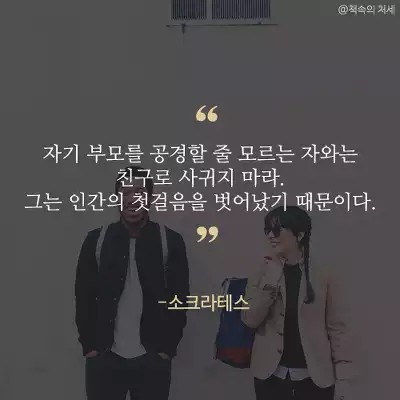 @책속의 처세
“
자기 부모를 공경할 줄 모르는 자와는
친구로 사귀지 마라.
그는 인간의 첫걸음을 벗어났기 때문이다.
”
-소크라테스